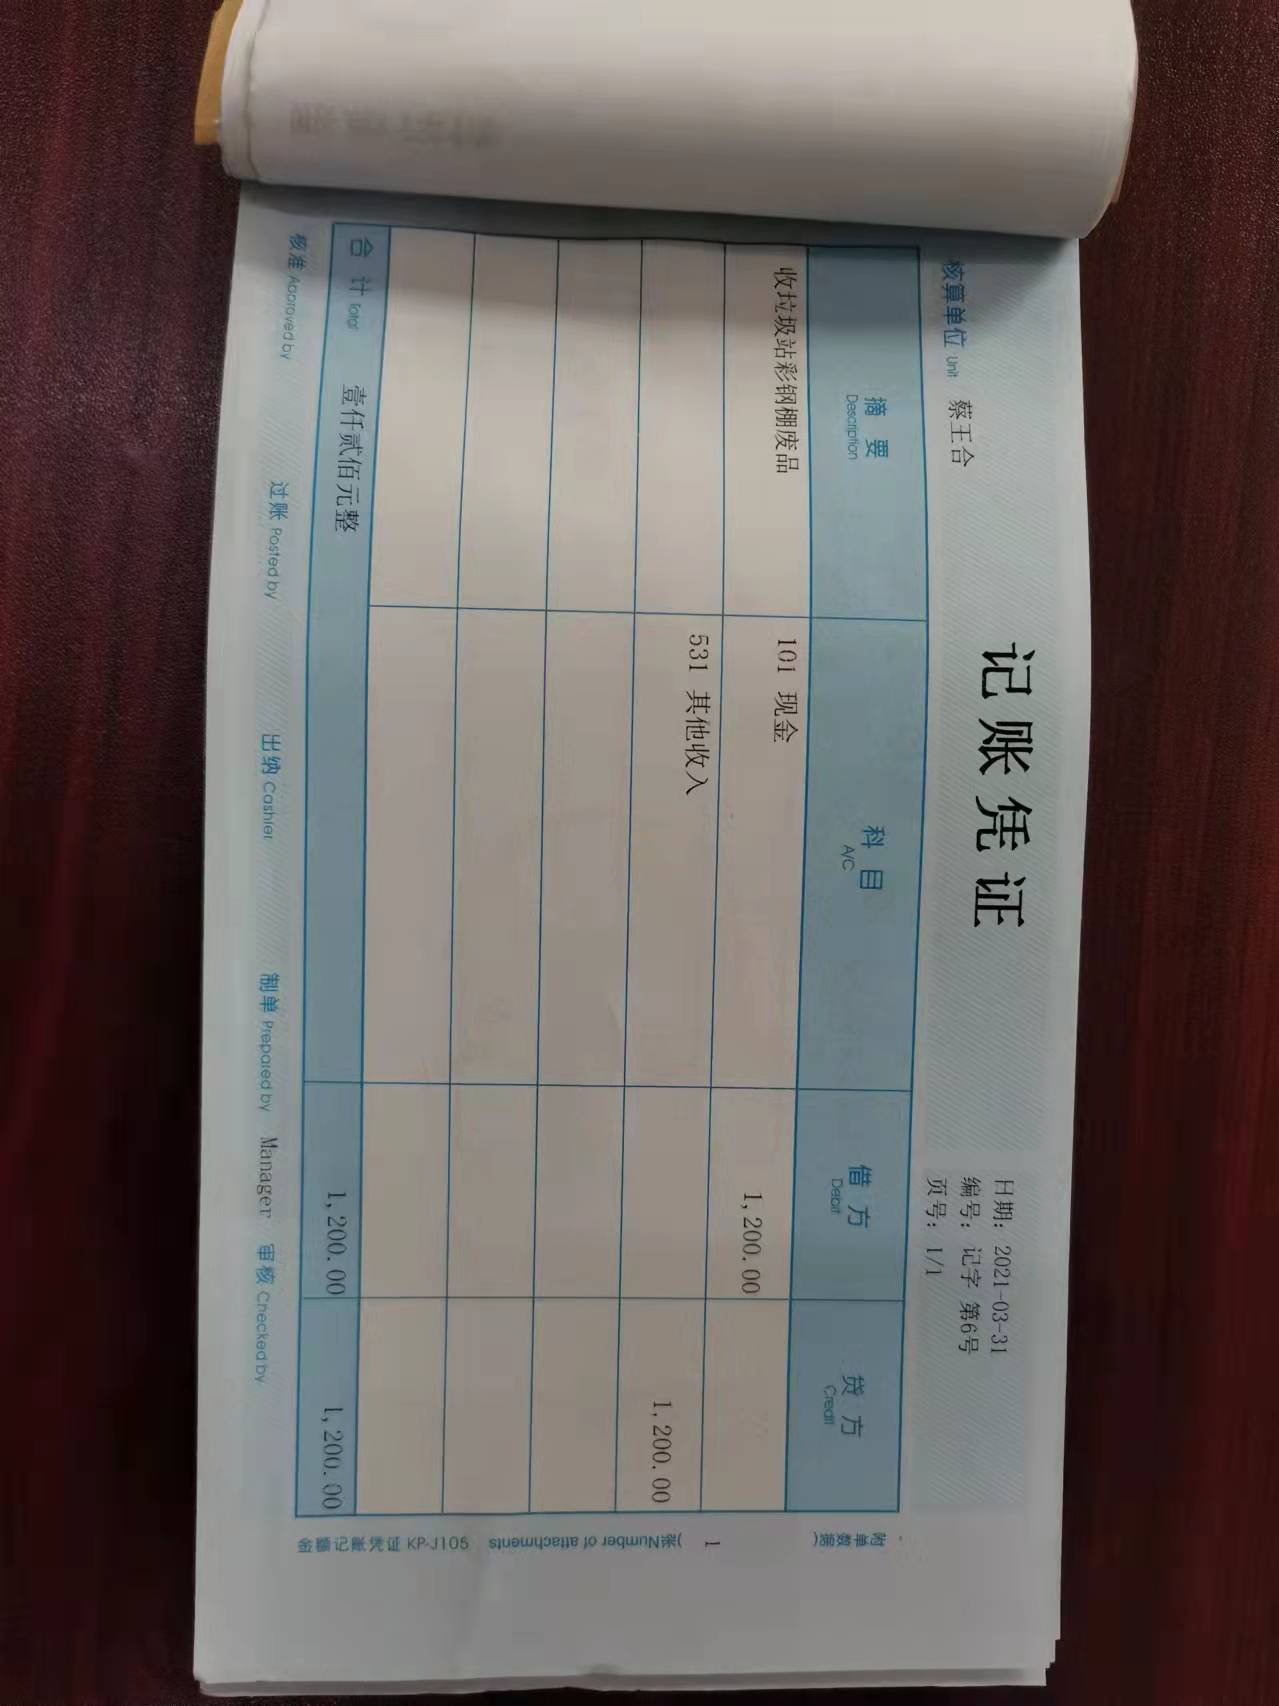 记账凭证
日期: 2021-03-31
编号: 记字 第6号
页号: 1/1
核算单位 Unit 蔡王合
摘 要 科 目 借 方 贷 方
Description A/C Debit Credit
收垃圾站彩钢棚废品 101 现金 1,200.00
531 其他收入 1,200.00
合 计 Total 壹仟贰佰元整 1,200.00 1,200.00
核准 Approved by 过账 Posted by 出纳 Cashier 制单 Prepared by Manager 审核 Checked by
附单数据( 1 )张Number of attachments
金额记账凭证 KP-J105